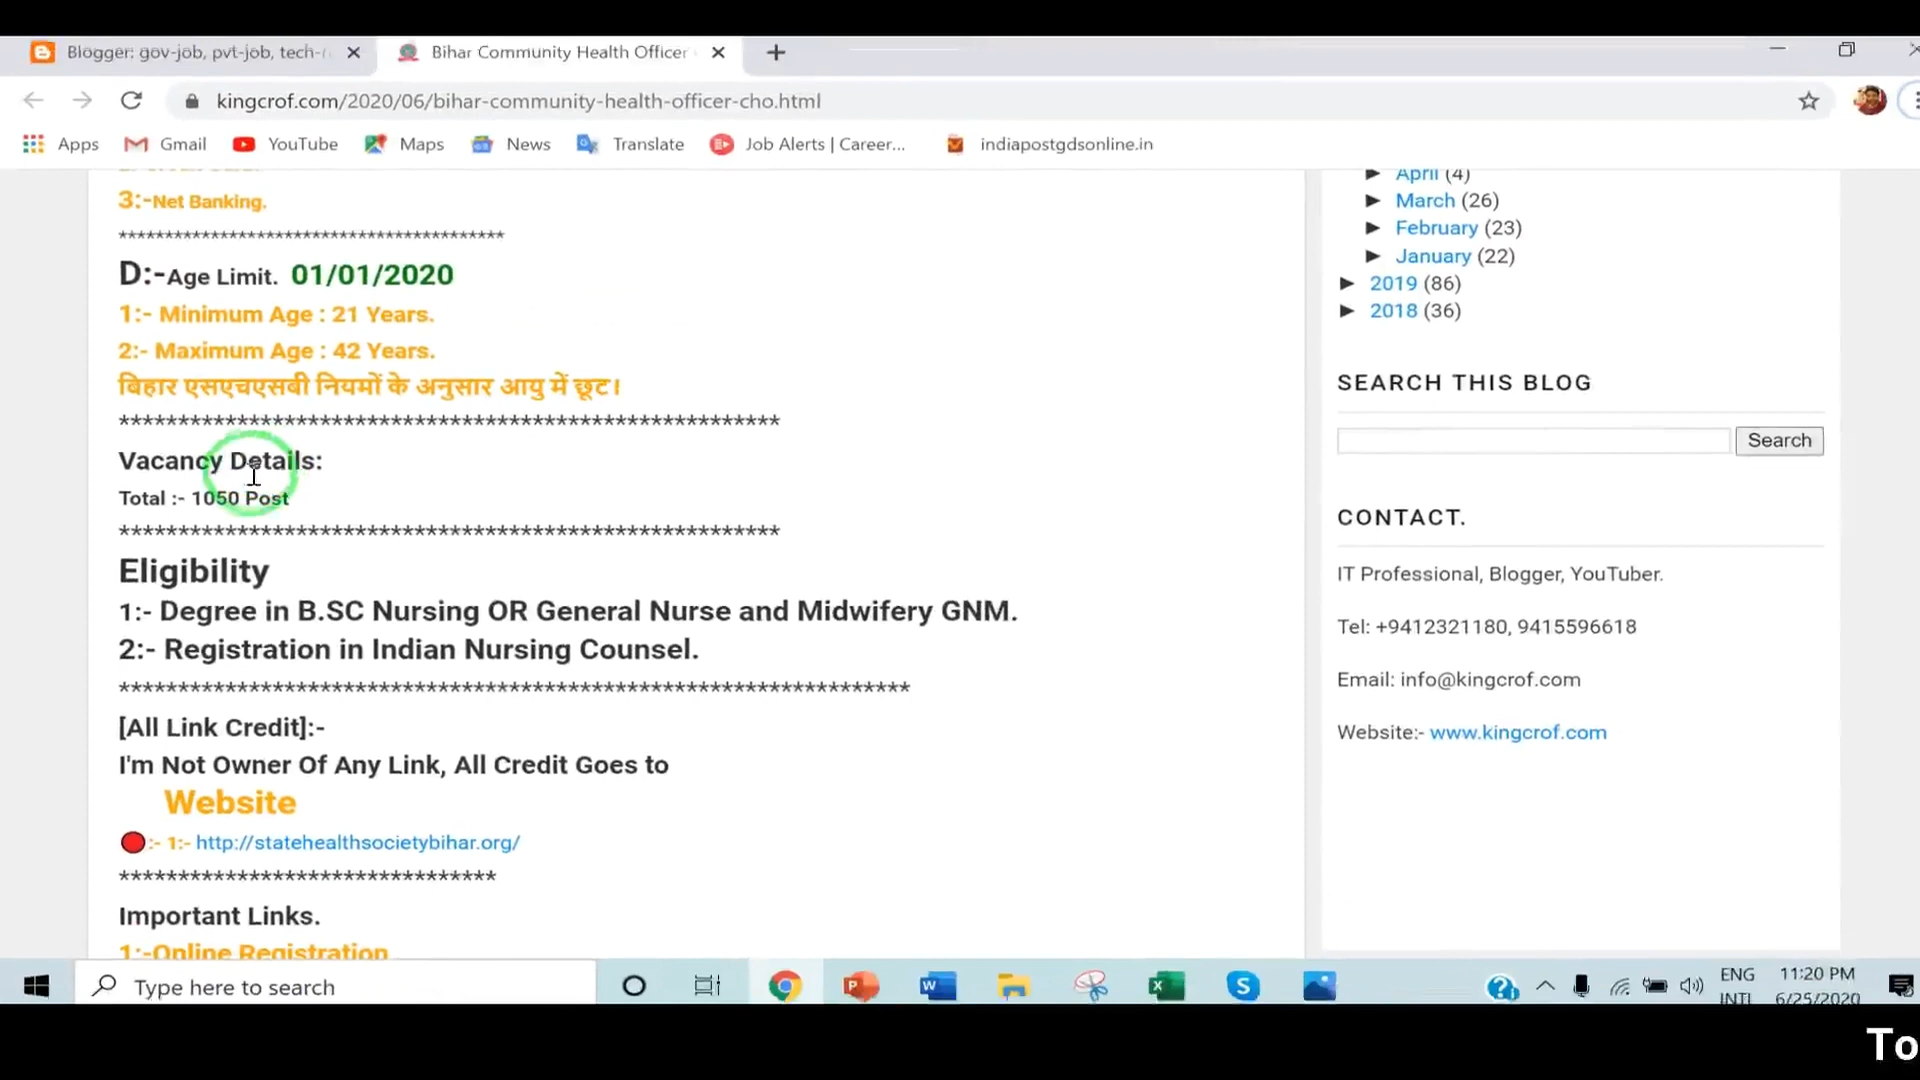 Blogger: gov-job, pvt-job, tech-r
Bihar Community Health Officer
kingcrof.com/2020/06/bihar-community-health-officer-cho.html
Apps
Gmail
YouTube
Maps
News
Translate
Job Alerts | Career...
indiapostgdsonline.in
3:-Net Banking.
*****************************************
D:-Age Limit. 01/01/2020
1:- Minimum Age : 21 Years.
2:- Maximum Age : 42 Years.
बिहार एसएचएसबी नियमों के अनुसार आयु में छूट।
************************************************************
Vacancy Details:
Total :- 1050 Post
************************************************************
Eligibility
1:- Degree in B.SC Nursing OR General Nurse and Midwifery GNM.
2:- Registration in Indian Nursing Counsel.
************************************************************************
[All Link Credit]:-
I'm Not Owner Of Any Link, All Credit Goes to
Website
:- 1:- http://statehealthsocietybihar.org/
********************************
Important Links.
1:-Online Registration
► April (4)
► March (26)
► February (23)
► January (22)
► 2019 (86)
► 2018 (36)
SEARCH THIS BLOG
Search
CONTACT.
IT Professional, Blogger, YouTuber.
Tel: +9412321180, 9415596618
Email: info@kingcrof.com
Website:- www.kingcrof.com
Type here to search
ENG
INTL
11:20 PM
6/25/2020
To